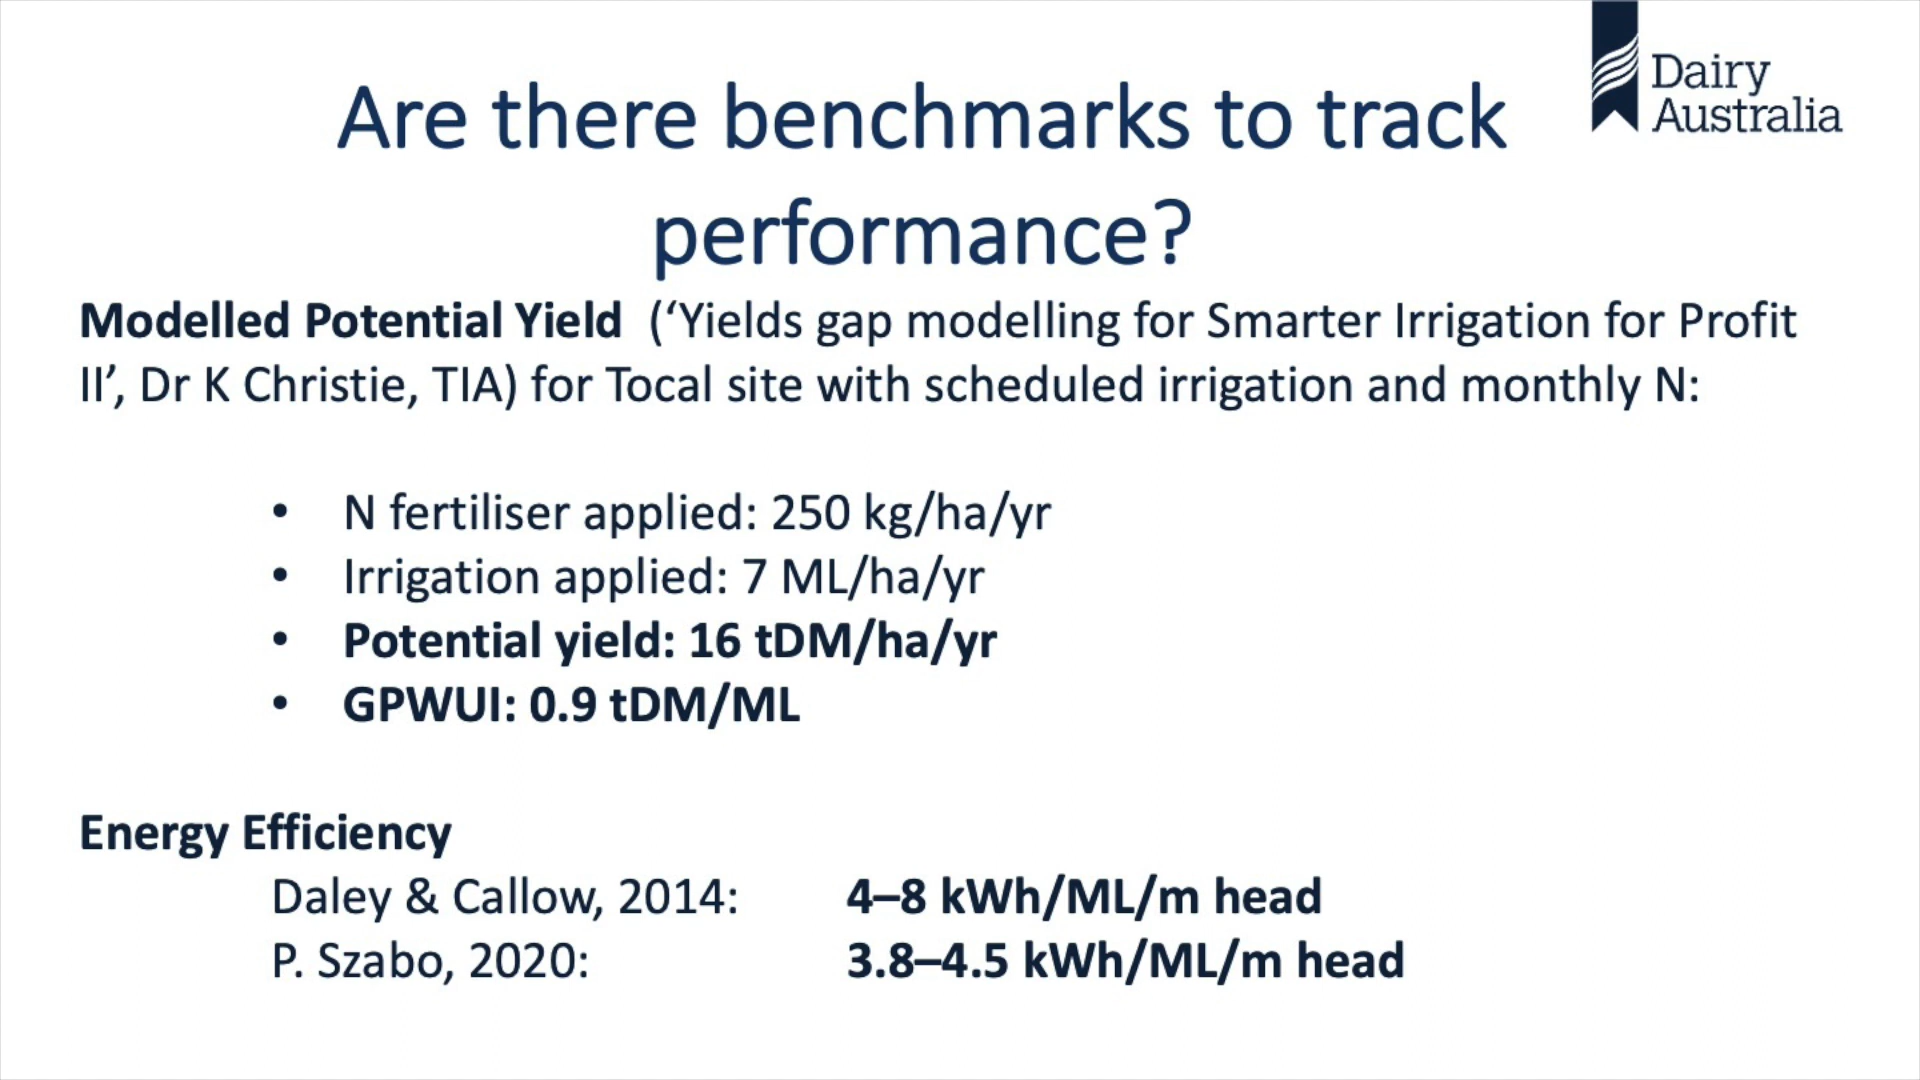 Dairy
Australia
Are there benchmarks to track
performance?
Modelled Potential Yield (‘Yields gap modelling for Smarter Irrigation for Profit
II’, Dr K Christie, TIA) for Tocal site with scheduled irrigation and monthly N:
• N fertiliser applied: 250 kg/ha/yr
• Irrigation applied: 7 ML/ha/yr
• Potential yield: 16 tDM/ha/yr
• GPWUI: 0.9 tDM/ML
Energy Efficiency
Daley & Callow, 2014: 4–8 kWh/ML/m head
P. Szabo, 2020: 3.8–4.5 kWh/ML/m head